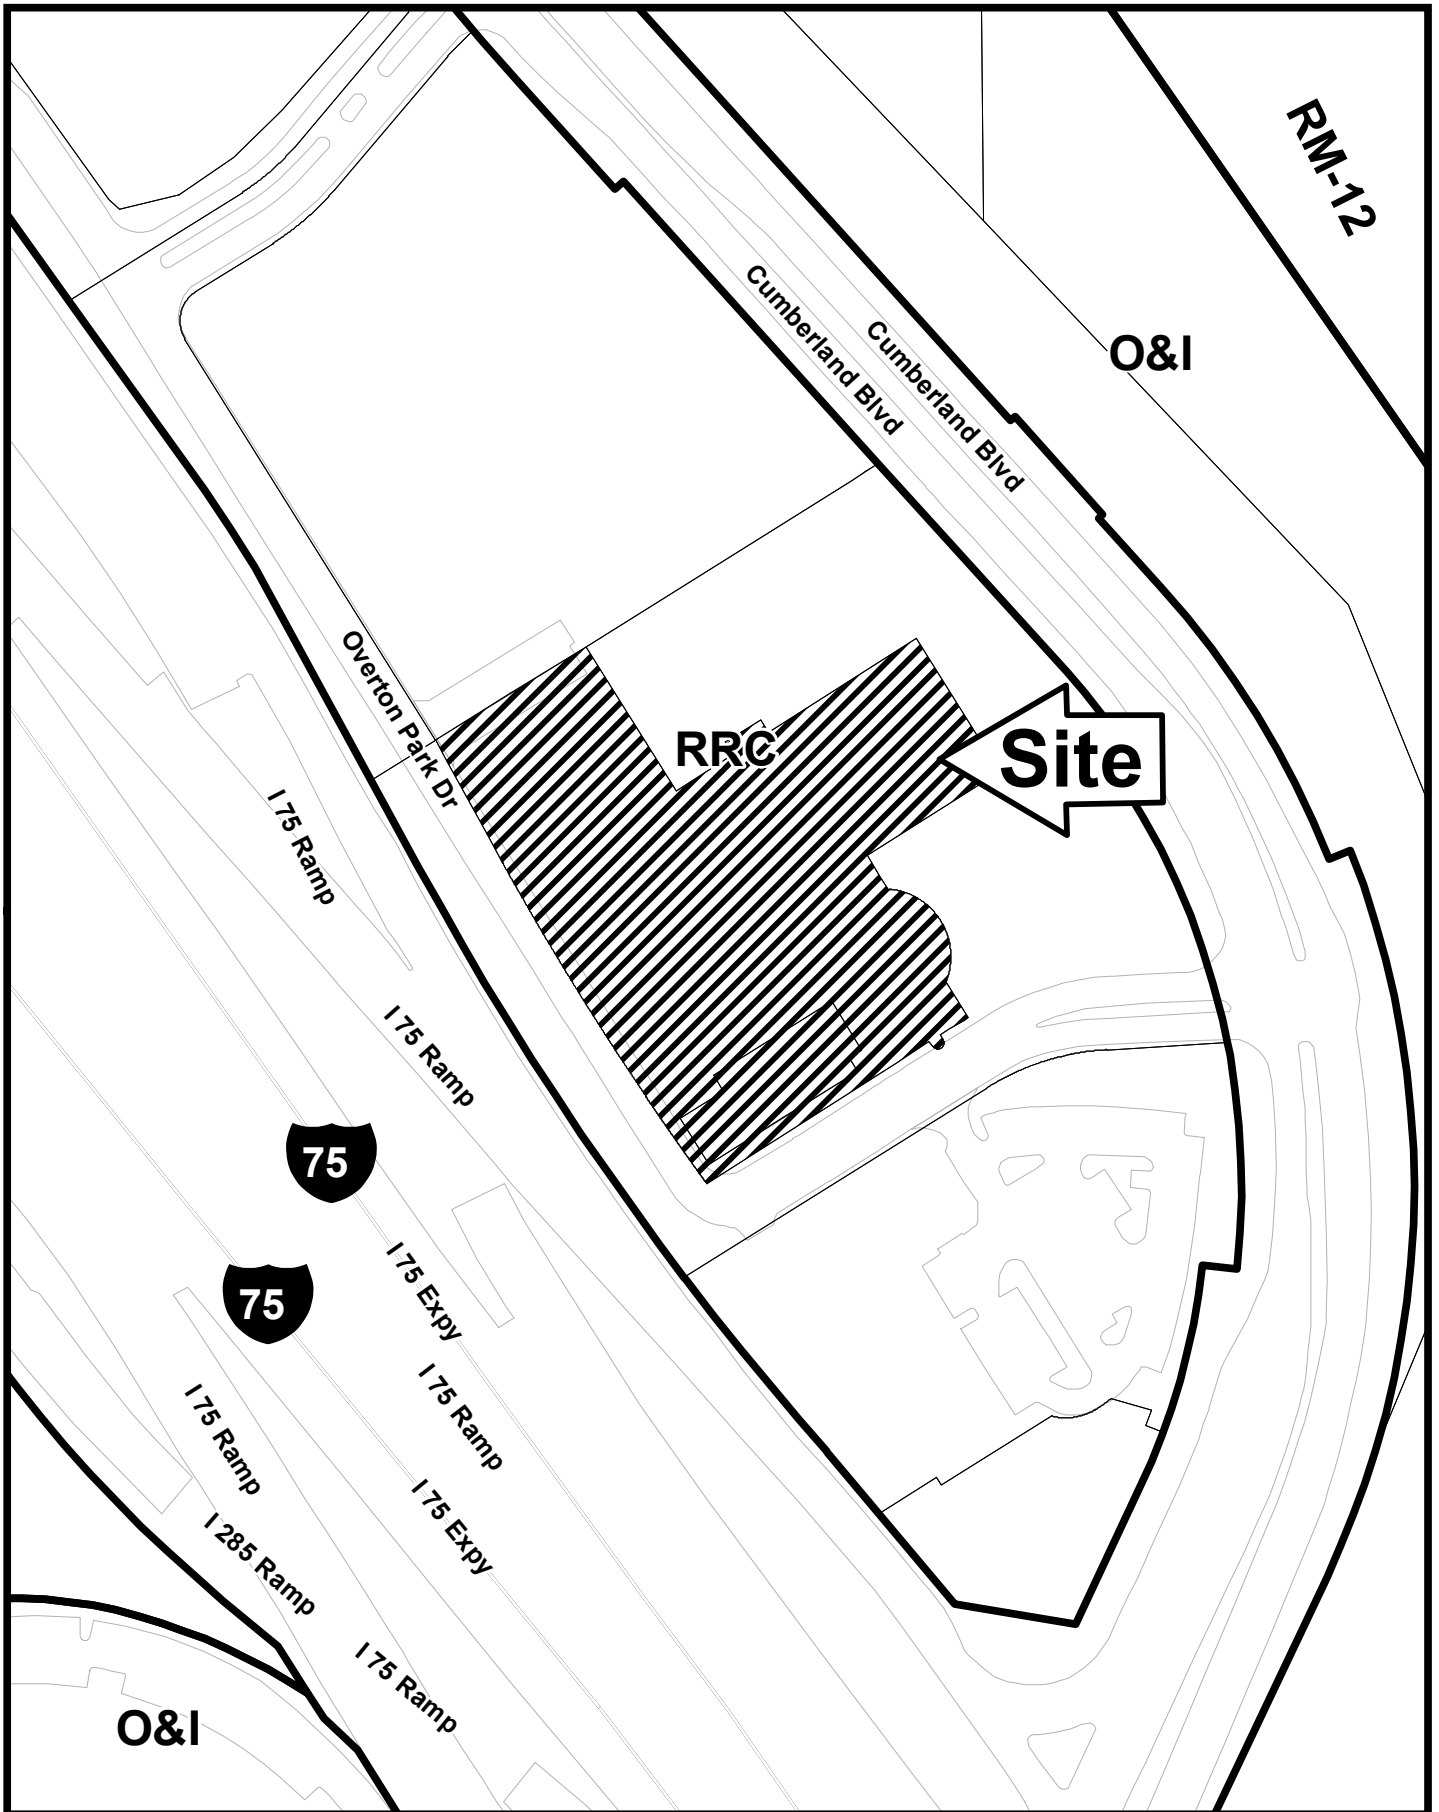 RM-12
O&I
Cumberland Blvd
Cumberland Blvd
Overton Park Dr
RRC
Site
I 75 Ramp
I 75 Ramp
75
75
I 75 Expy
I 75 Ramp
I 75 Ramp
I 75 Expy
I 285 Ramp
I 75 Ramp
O&I